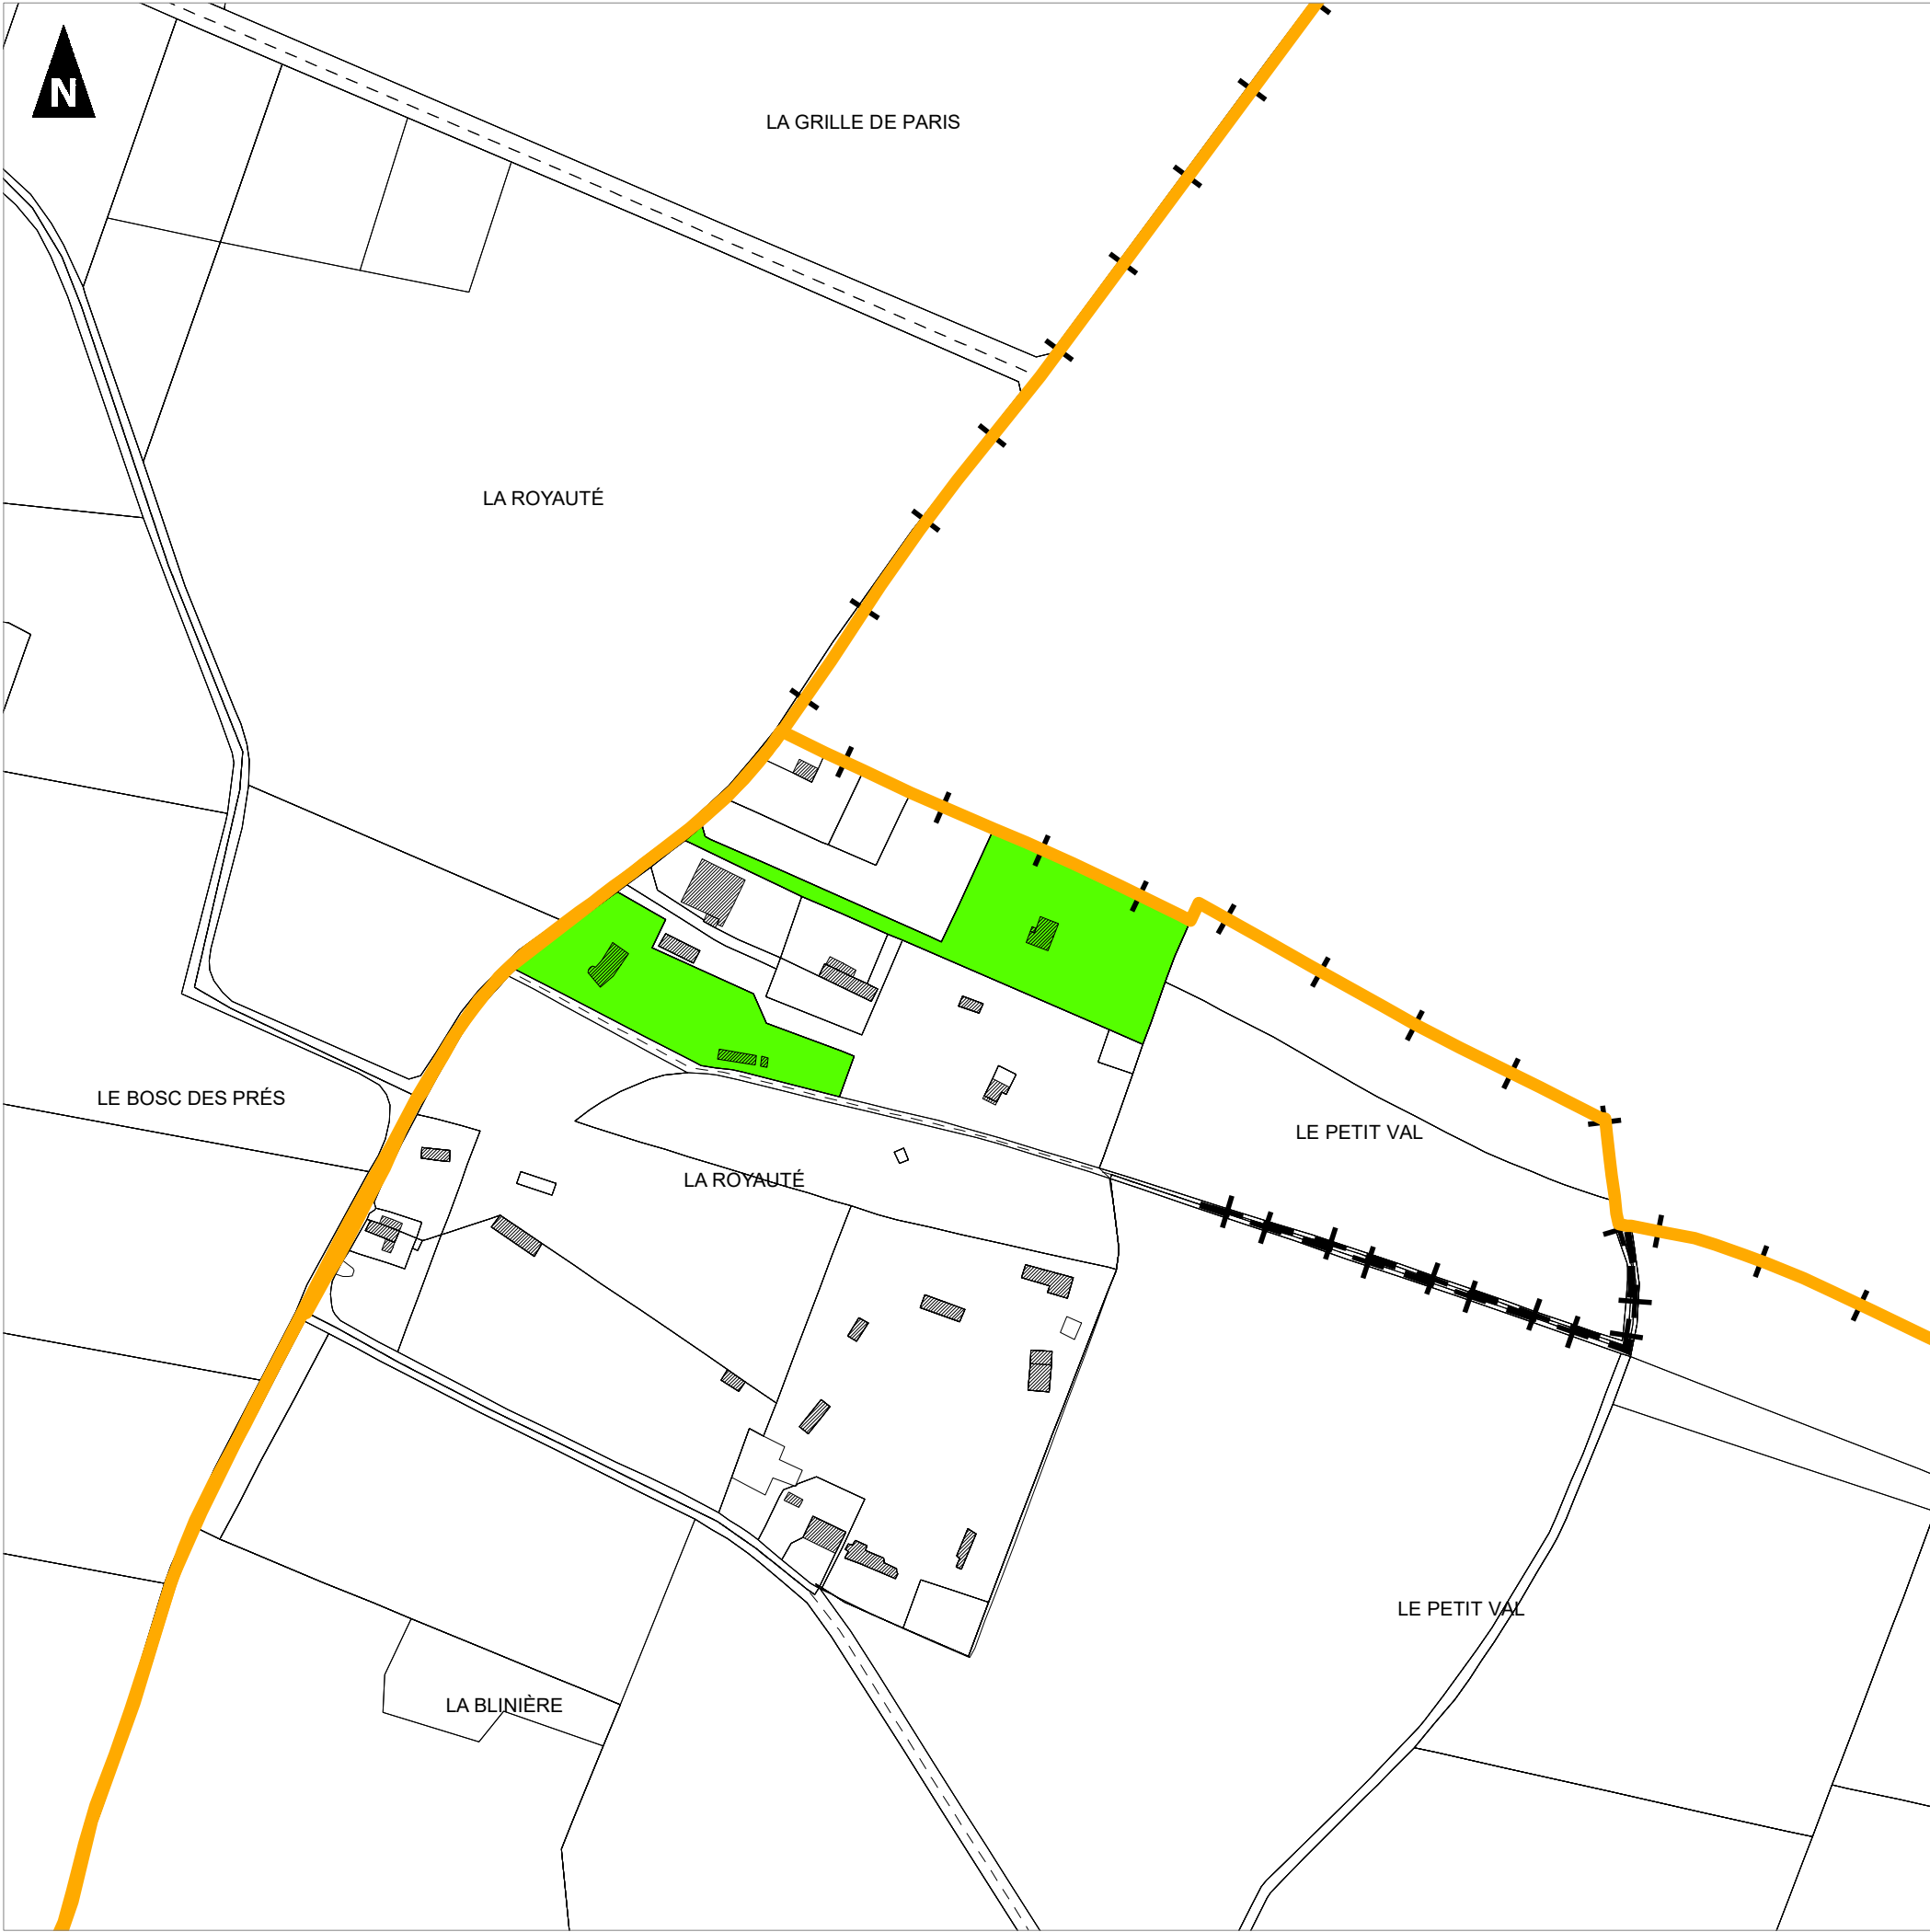 N
LA GRILLE DE PARIS
LA ROYAUTÉ
LE BOSC DES PRÉS
LE PETIT VAL
LA ROYAUTÉ
LE PETIT VAL
LA BLINIÈRE